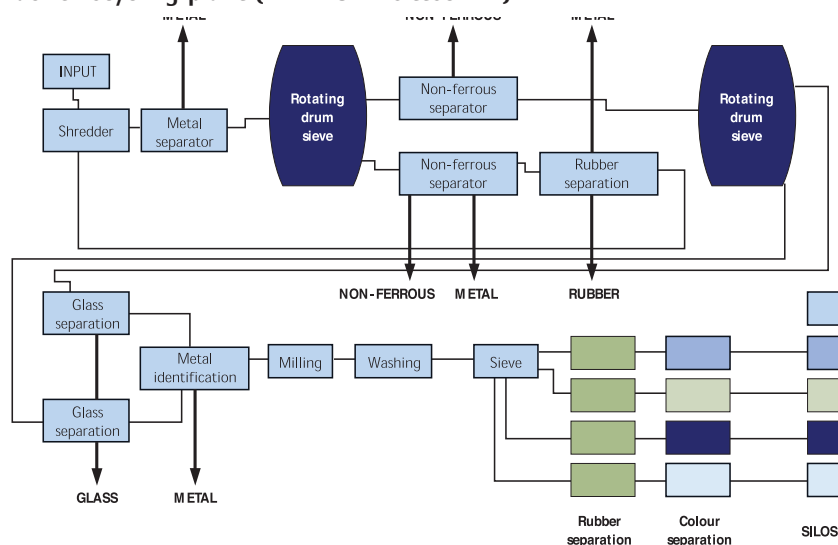 METAL
NON-FERROUS
METAL
INPUT
Shredder
Metal
separator
Rotating
drum
sieve
Non-ferrous
separator
Non-ferrous
separator
Rubber
separation
Rotating
drum
sieve
NON-FERROUS
METAL
RUBBER
Glass
separation
Metal
identification
Milling
Washing
Sieve
Glass
separation
GLASS
METAL
Rubber
separation
Colour
separation
SILOS